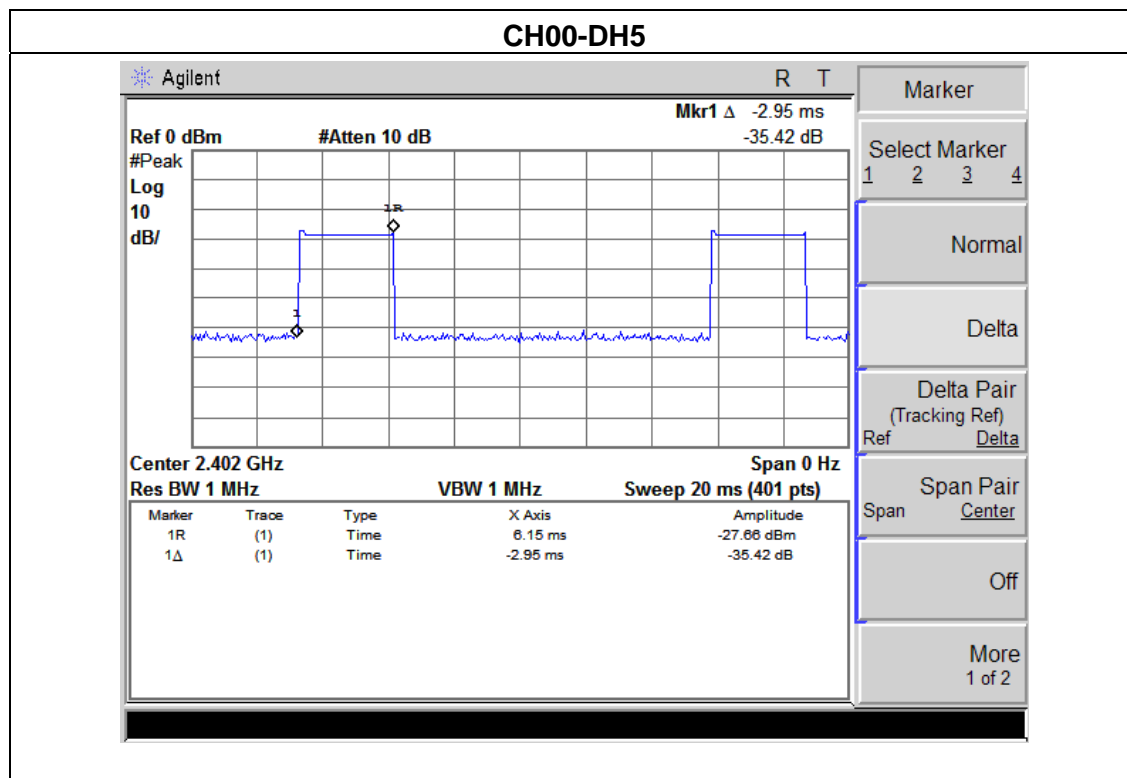 CH00-DH5
Agilent R T
Mkr1 Δ -2.95 ms
Ref 0 dBm #Atten 10 dB -35.42 dB
#Peak
Log
10
dB/
1R
1
Center 2.402 GHz Span 0 Hz
Res BW 1 MHz VBW 1 MHz Sweep 20 ms (401 pts)
Marker Trace Type X Axis Amplitude
1R (1) Time 6.15 ms -27.66 dBm
1Δ (1) Time -2.95 ms -35.42 dB
Marker
Select Marker
1 2 3 4
Normal
Delta
Delta Pair
(Tracking Ref)
Ref Delta
Span Pair
Span Center
Off
More
1 of 2